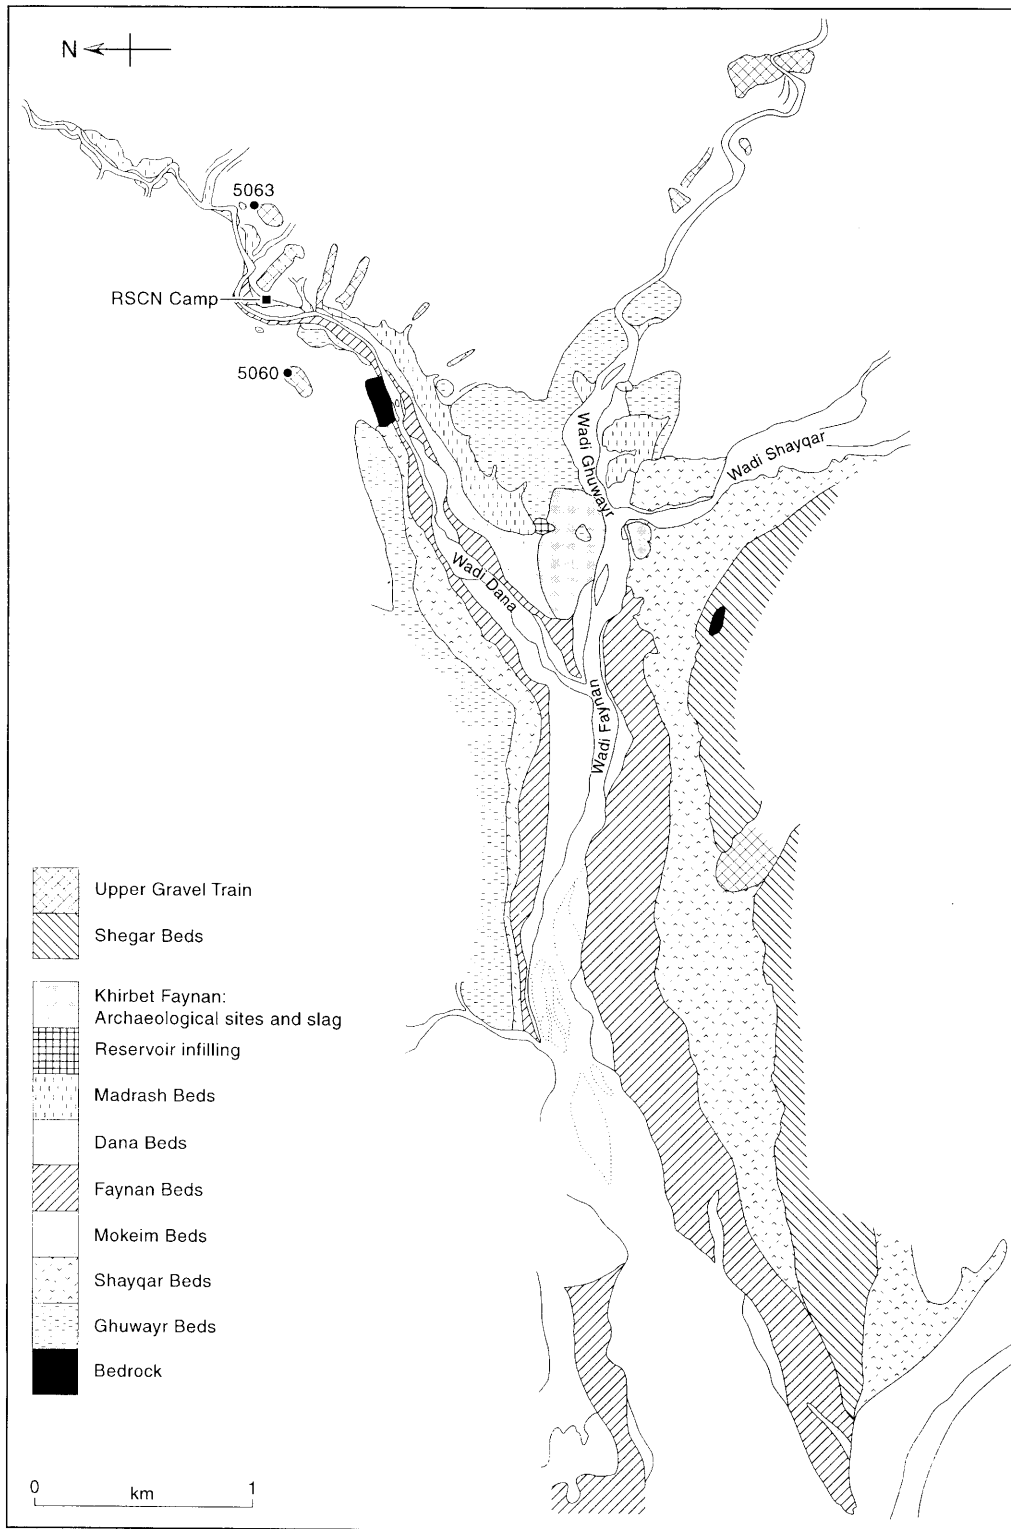 N
5063
RSCN Camp
5060
Wadi Ghuwayr
Wadi Shayqar
Wadi Dana
Wadi Faynan
Upper Gravel Train
Shegar Beds
Khirbet Faynan:
Archaeological sites and slag
Reservoir infilling
Madrash Beds
Dana Beds
Faynan Beds
Mokeim Beds
Shayqar Beds
Ghuwayr Beds
Bedrock
0 1
km